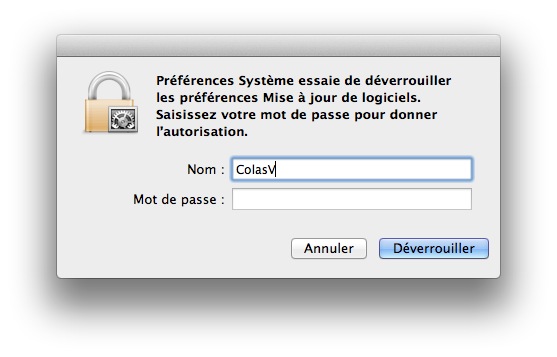 Préférences Système essaie de déverrouiller
les préférences Mise à jour de logiciels.
Saisissez votre mot de passe pour donner
l'autorisation.
Nom : ColasV
Mot de passe :
Annuler Déverrouiller